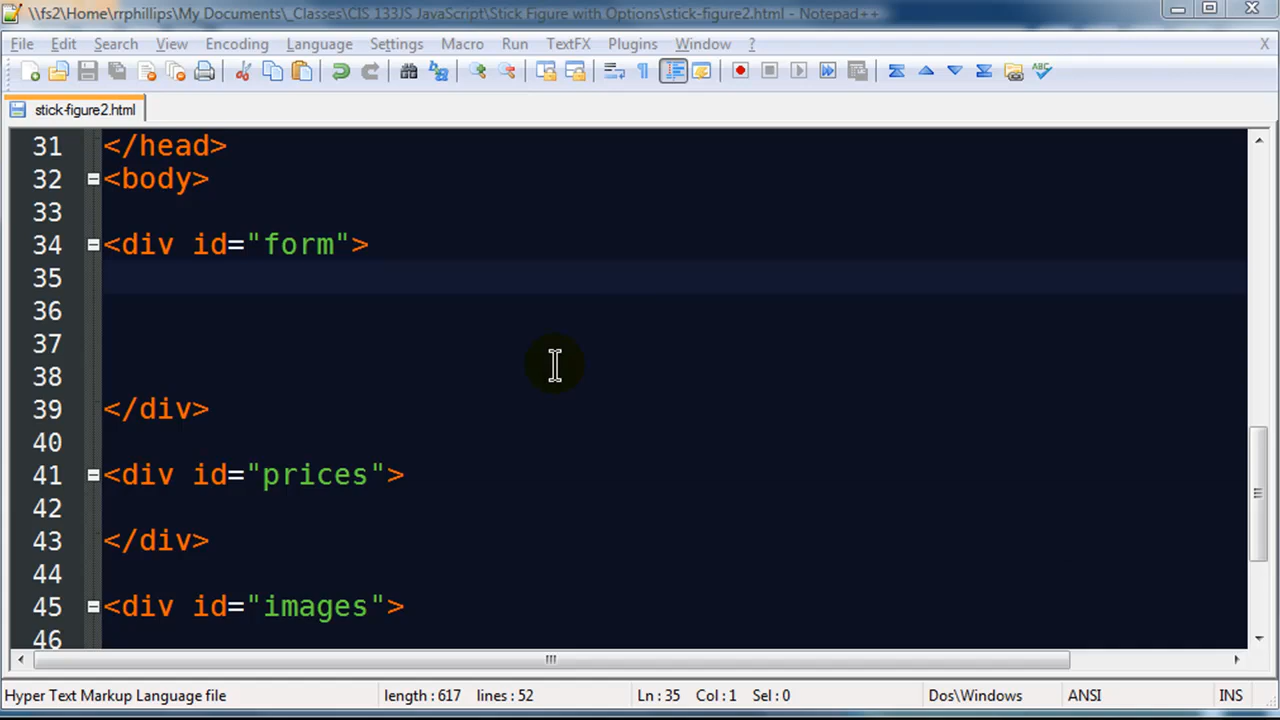 \\fs2\Home\rrphillips\My Documents\_Classes\CIS 133JS JavaScript\Stick Figure with Options\stick-figure2.html - Notepad++
File Edit Search View Encoding Language Settings Macro Run TextFX Plugins Window ? X
stick-figure2.html
31 </head>
32 <body>
33
34 <div id="form">
35
36
37
38
39 </div>
40
41 <div id="prices">
42
43 </div>
44
45 <div id="images">
46
Hyper Text Markup Language file length : 617 lines : 52 Ln : 35 Col : 1 Sel : 0 Dos\Windows ANSI INS